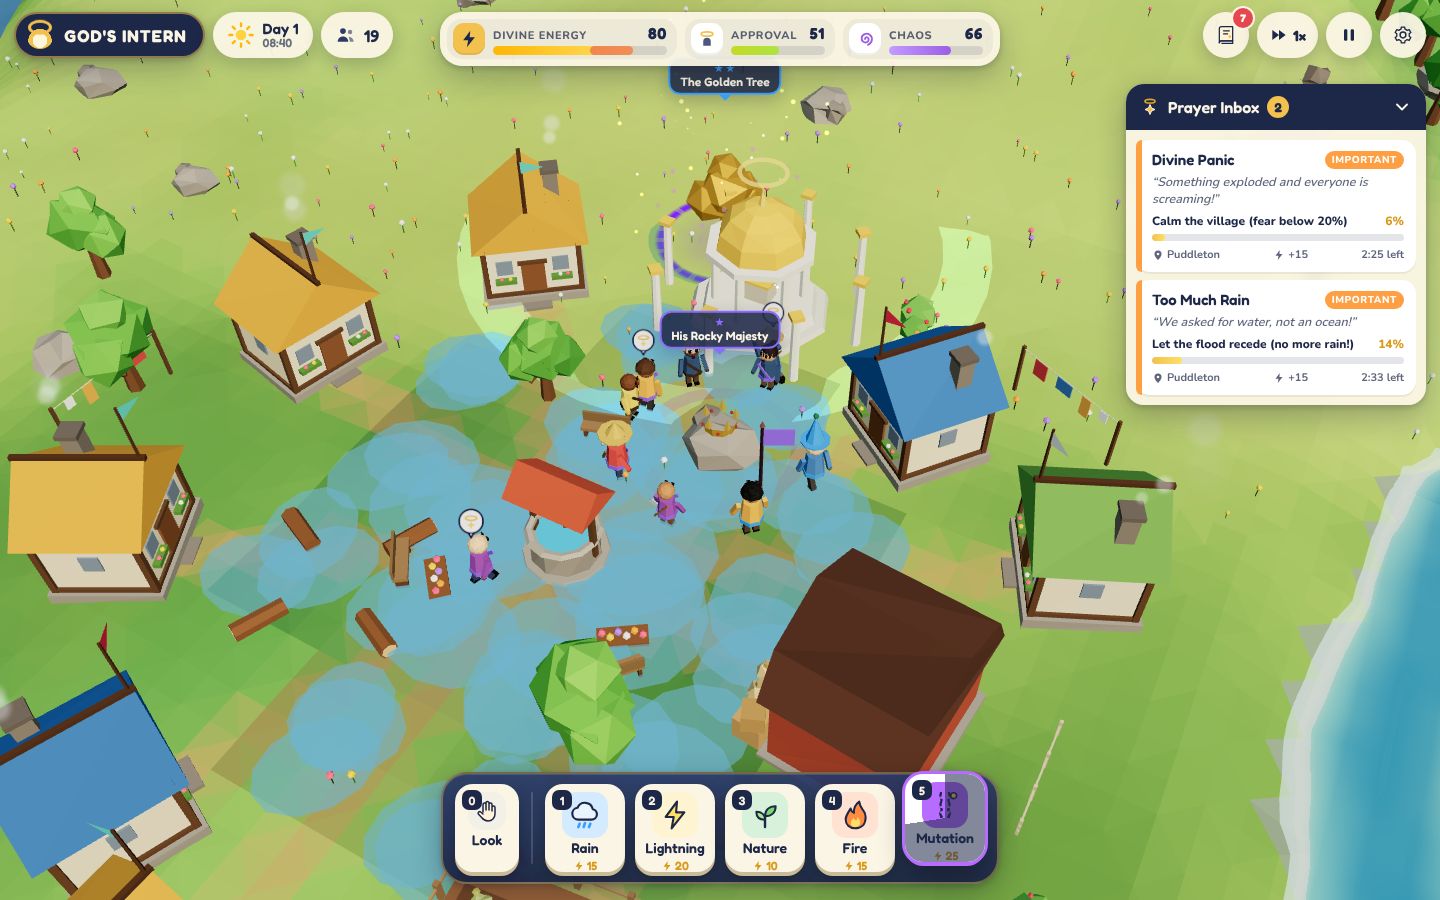 GOD'S INTERN
Day 1
08:40
19
DIVINE ENERGY
80
APPROVAL
51
CHAOS
66
7
1x
The Golden Tree
Prayer Inbox
2
Divine Panic
IMPORTANT
“Something exploded and everyone is
screaming!”
Calm the village (fear below 20%)
6%
Puddleton
+15
2:25 left
Too Much Rain
IMPORTANT
“We asked for water, not an ocean!”
Let the flood recede (no more rain!)
14%
Puddleton
+15
2:33 left
His Rocky Majesty
0
Look
1
Rain
15
2
Lightning
20
3
Nature
10
4
Fire
15
5
Mutation
25